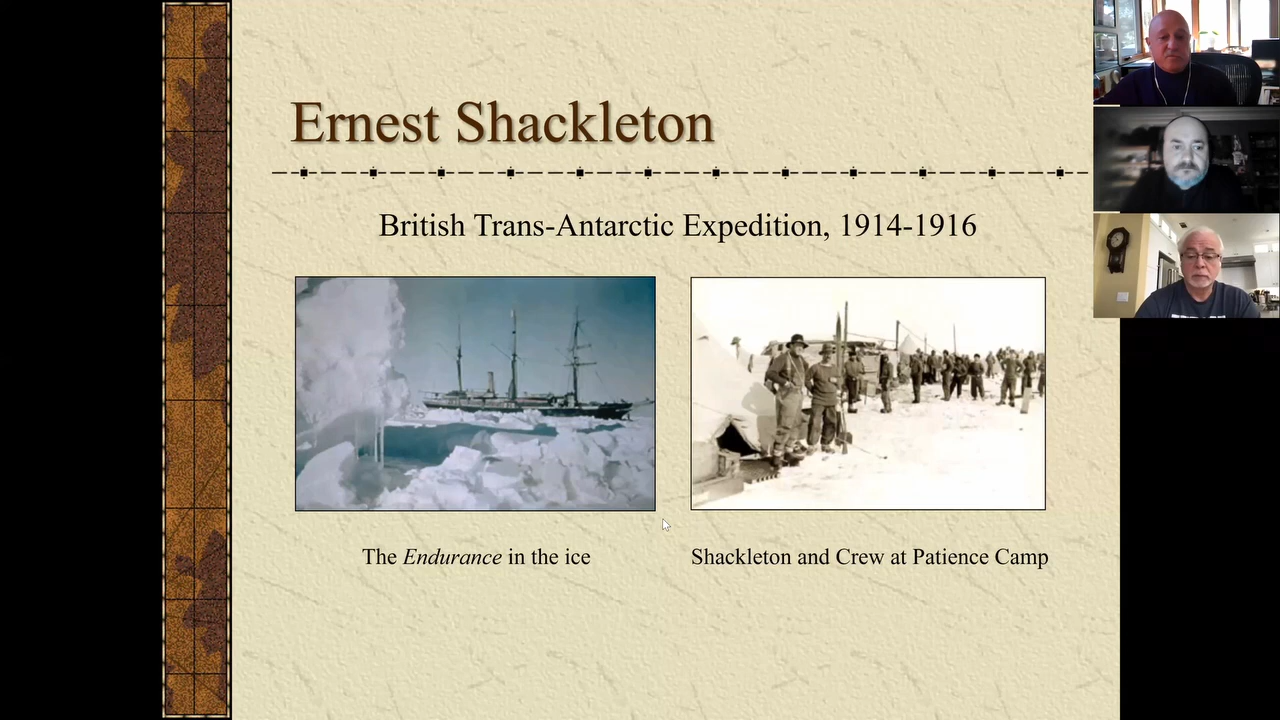 Ernest Shackleton
British Trans-Antarctic Expedition, 1914-1916
The Endurance in the ice
Shackleton and Crew at Patience Camp